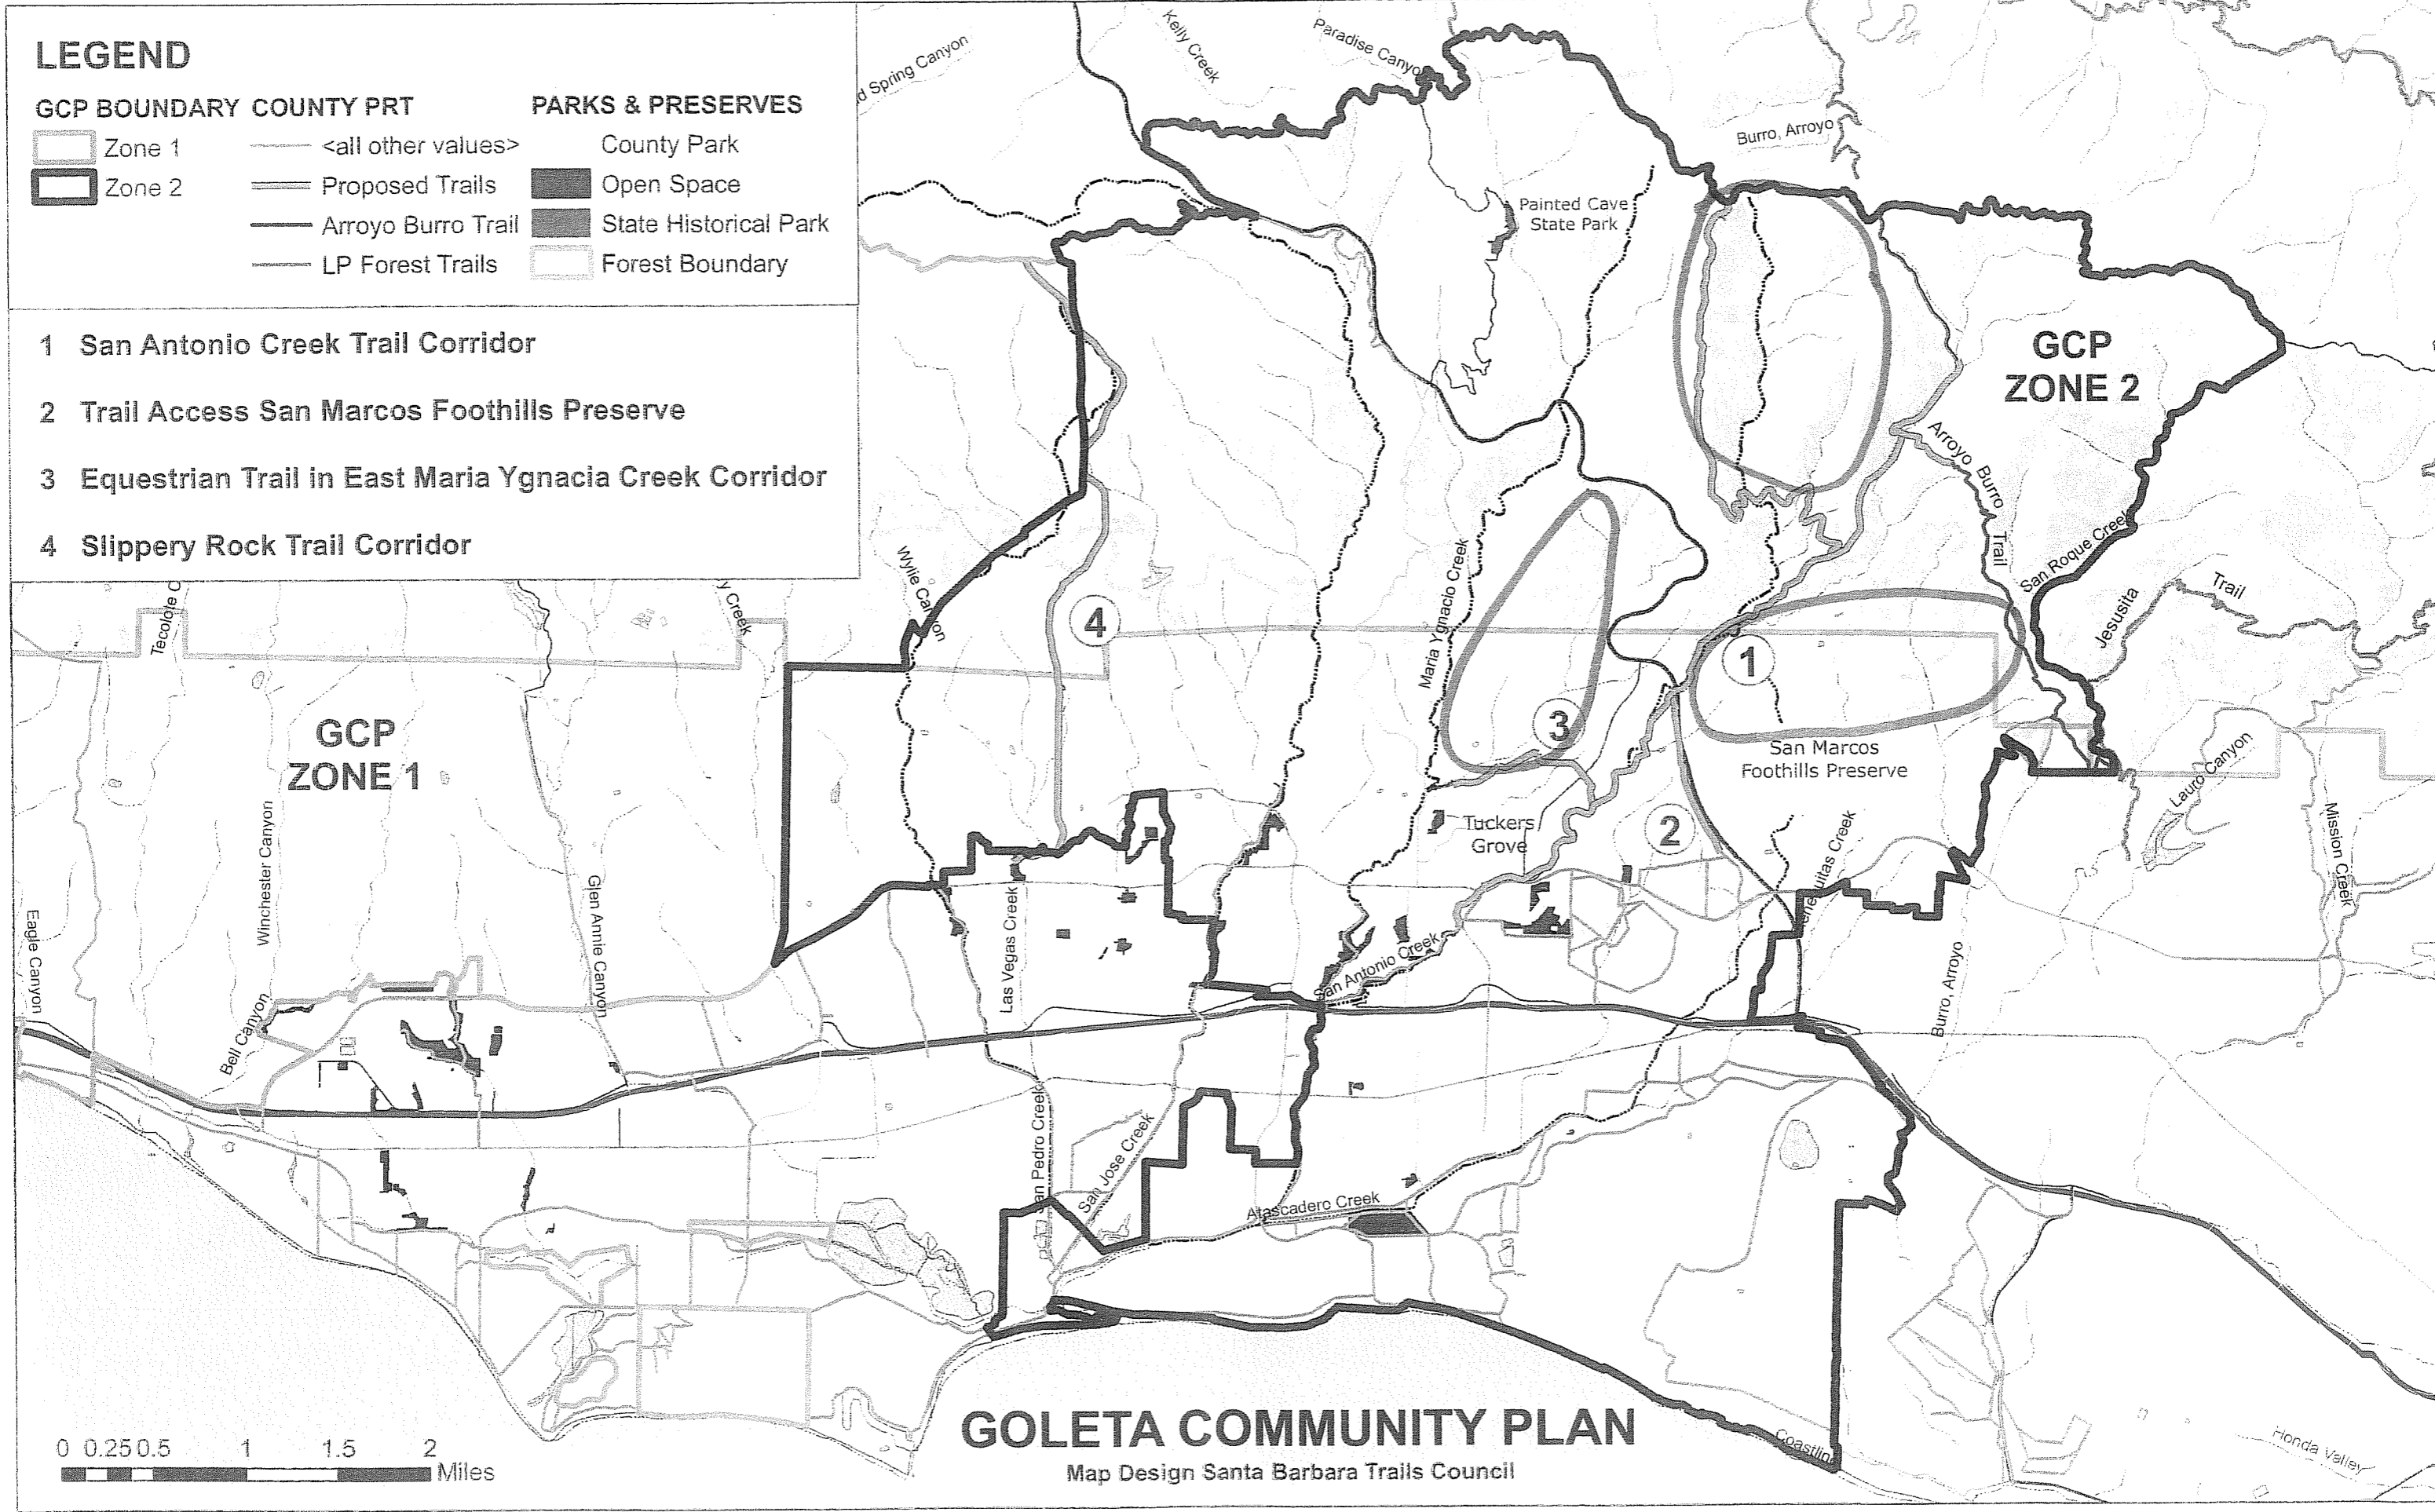 LEGEND
GCP BOUNDARY COUNTY PRT PARKS & PRESERVES
Zone 1
<all other values>
County Park
Zone 2
Proposed Trails
Open Space
Arroyo Burro Trail
State Historical Park
LP Forest Trails
Forest Boundary
1 San Antonio Creek Trail Corridor
2 Trail Access San Marcos Foothills Preserve
3 Equestrian Trail in East Maria Ygnacia Creek Corridor
4 Slippery Rock Trail Corridor
d Spring Canyon
Kelly Creek
Paradise Canyo
Burro, Arroyo
Painted Cave
State Park
GCP
ZONE 2
Arroyo Burro Trail
San Roque Creek
Jesusita
Trail
Tecolote C
y Creek
Wylie Canyon
Maria Ygnacio Creek
4
1
3
2
GCP
ZONE 1
San Marcos
Foothills Preserve
Tuckers
Grove
Lauro Canyon
Mission Creek
Winchester Canyon
Glen Annie Canyon
Eagle Canyon
Las Vegas Creek
San Antonio Creek
Burro, Arroyo
Bell Canyon
an Pedro Creek
San Jose Creek
Atascadero Creek
GOLETA COMMUNITY PLAN
Map Design Santa Barbara Trails Council
Coastlin
Honda Valley
0 0.25 0.5 1 1.5 2
Miles